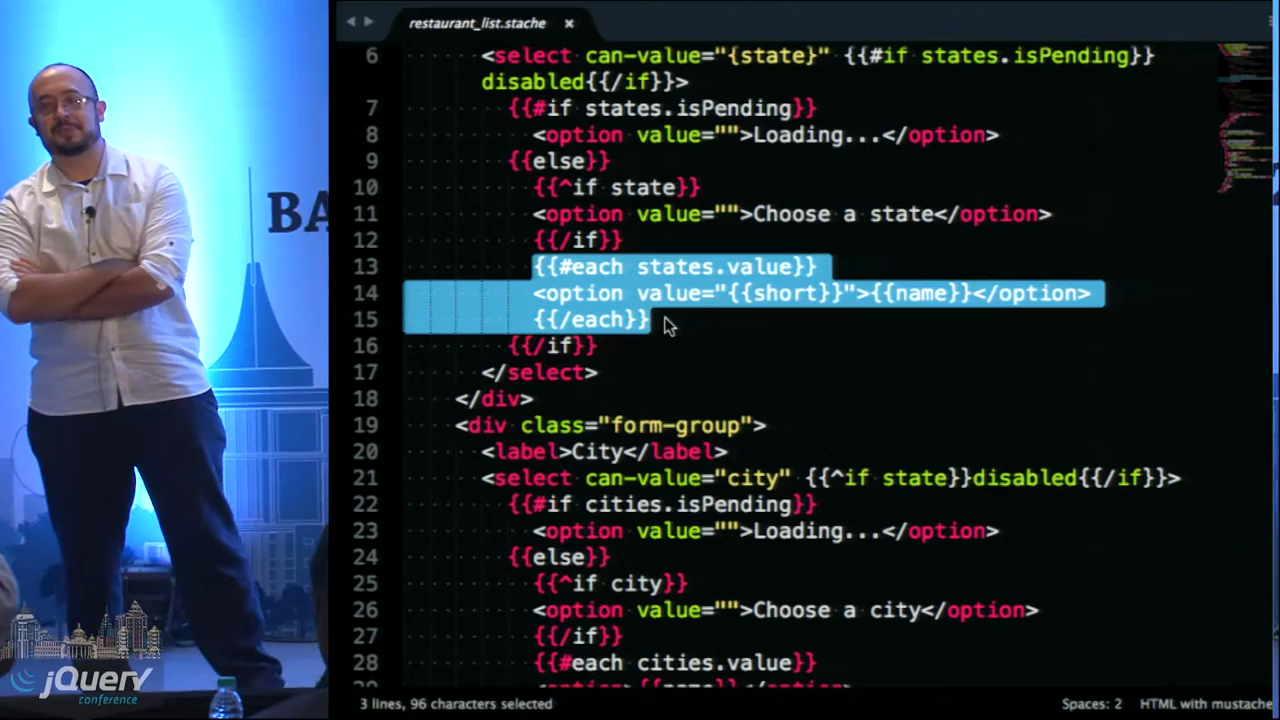 restaurant_list.stache ×
6 <select can-value="{state}" {{#if states.isPending}}
disabled{{/if}}>
7 {{#if states.isPending}}
8 <option value="">Loading...</option>
9 {{else}}
10 {{^if state}}
11 <option value="">Choose a state</option>
12 {{/if}}
13 {{#each states.value}}
14 <option value="{{short}}">{{name}}</option>
15 {{/each}}
16 {{/if}}
17 </select>
18 </div>
19 <div class="form-group">
20 <label>City</label>
21 <select can-value="city" {{^if state}}disabled{{/if}}>
22 {{#if cities.isPending}}
23 <option value="">Loading...</option>
24 {{else}}
25 {{^if city}}
26 <option value="">Choose a city</option>
27 {{/if}}
28 {{#each cities.value}}
3 lines, 96 characters selected
Spaces: 2
HTML with mustache
BA
jQuery
conference